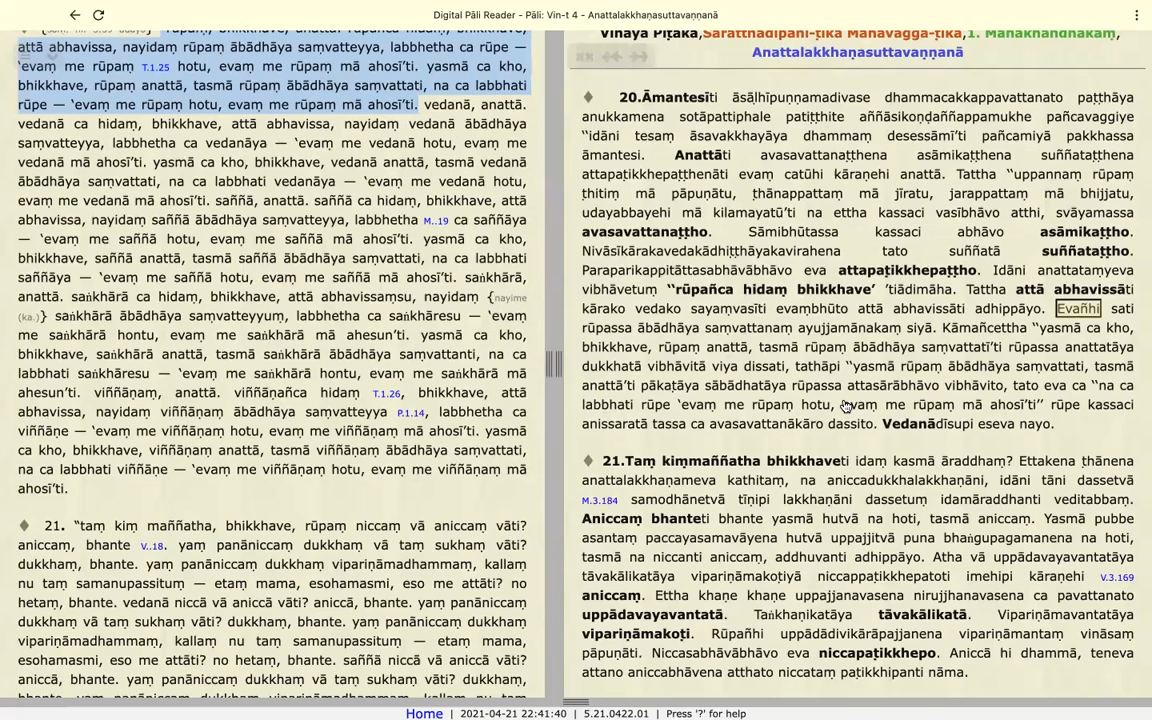 Digital Pāli Reader - Pāli: Vin-t 4 - Anattalakkhaṇasuttavaṇṇanā
attā abhavissa, nayidaṃ rūpaṃ ābādhāya saṃvatteyya, labbhetha ca rūpe —
‘evaṃ me rūpaṃ T.1.25 hotu, evaṃ me rūpaṃ mā ahosī’ti. yasmā ca kho,
bhikkhave, rūpaṃ anattā, tasmā rūpaṃ ābādhāya saṃvattati, na ca labbhati
rūpe — ‘evaṃ me rūpaṃ hotu, evaṃ me rūpaṃ mā ahosī’ti. vedanā, anattā.
vedanā ca hidaṃ, bhikkhave, attā abhavissa, nayidaṃ vedanā ābādhāya
saṃvatteyya, labbhetha ca vedanāya — ‘evaṃ me vedanā hotu, evaṃ me
vedanā mā ahosī’ti. yasmā ca kho, bhikkhave, vedanā anattā, tasmā vedanā
ābādhāya saṃvattati, na ca labbhati vedanāya — ‘evaṃ me vedanā hotu,
evaṃ me vedanā mā ahosī’ti. saññā, anattā. saññā ca hidaṃ, bhikkhave, attā
abhavissa, nayidaṃ saññā ābādhāya saṃvatteyya, labbhetha M..19 ca saññāya
— ‘evaṃ me saññā hotu, evaṃ me saññā mā ahosī’ti. yasmā ca kho,
bhikkhave, saññā anattā, tasmā saññā ābādhāya saṃvattati, na ca labbhati
saññāya — ‘evaṃ me saññā hotu, evaṃ me saññā mā ahosī’ti. saṅkhārā,
anattā. saṅkhārā ca hidaṃ, bhikkhave, attā abhavissaṃsu, nayidaṃ {nayime
(ka.)} saṅkhārā ābādhāya saṃvatteyyuṃ, labbhetha ca saṅkhāresu — ‘evaṃ
me saṅkhārā hontu, evaṃ me saṅkhārā mā ahesun’ti. yasmā ca kho,
bhikkhave, saṅkhārā anattā, tasmā saṅkhārā ābādhāya saṃvattanti, na ca
labbhati saṅkhāresu — ‘evaṃ me saṅkhārā hontu, evaṃ me saṅkhārā mā
ahesun’ti. viññāṇaṃ, anattā. viññāṇañca hidaṃ T.1.26, bhikkhave, attā
abhavissa, nayidaṃ viññāṇaṃ ābādhāya saṃvatteyya P.1.14, labbhetha ca
viññāṇe — ‘evaṃ me viññāṇaṃ hotu, evaṃ me viññāṇaṃ mā ahosī’ti. yasmā
ca kho, bhikkhave, viññāṇaṃ anattā, tasmā viññāṇaṃ ābādhāya saṃvattati,
na ca labbhati viññāṇe — ‘evaṃ me viññāṇaṃ hotu, evaṃ me viññāṇaṃ mā
ahosī’ti.
21. “taṃ kiṃ maññatha, bhikkhave, rūpaṃ niccaṃ vā aniccaṃ vāti?
aniccaṃ, bhante V..18. yaṃ panāniccaṃ dukkhaṃ vā taṃ sukhaṃ vāti?
dukkhaṃ, bhante. yaṃ panāniccaṃ dukkhaṃ vipariṇāmadhammaṃ, kallaṃ
nu taṃ samanupassituṃ — etaṃ mama, esohamasmi, eso me attāti? no
hetaṃ, bhante. vedanā niccā vā aniccā vāti? aniccā, bhante. yaṃ panāniccaṃ
dukkhaṃ vā taṃ sukhaṃ vāti? dukkhaṃ, bhante. yaṃ panāniccaṃ dukkhaṃ
vipariṇāmadhammaṃ, kallaṃ nu taṃ samanupassituṃ — etaṃ mama,
esohamasmi, eso me attāti? no hetaṃ, bhante. saññā niccā vā aniccā vāti?
aniccā, bhante. yaṃ panāniccaṃ dukkhaṃ vā taṃ sukhaṃ vāti? dukkhaṃ,
Vinaya Piṭaka,Sāratthadīpanī-ṭīkā Mahāvagga-ṭīkā,1. Mahākhandhakaṃ,
Anattalakkhaṇasuttavaṇṇanā
20.Āmantesīti āsāḷhīpuṇṇamadivase dhammacakkappavattanato paṭṭhāya
anukkamena sotāpattiphale patiṭṭhite aññāsikoṇḍaññappamukhe pañcavaggiye
“idāni tesaṃ āsavakkhayāya dhammaṃ desessāmī’ti pañcamiyā pakkhassa
āmantesi. Anattāti avasavattanaṭṭhena asāmikaṭṭhena suññataṭṭhena
attapaṭikkhepaṭṭhenāti evaṃ catūhi kāraṇehi anattā. Tattha “uppannaṃ rūpaṃ
ṭhitiṃ mā pāpuṇātu, ṭhānappattaṃ mā jīratu, jarappattaṃ mā bhijjatu,
udayabbayehi mā kilamayatū’ti na ettha kassaci vasībhāvo atthi, svāyamassa
avasavattanaṭṭho. Sāmibhūtassa kassaci abhāvo asāmikaṭṭho.
Nivāsīkārakavedakādhiṭṭhāyakavirahena tato suññatā suññataṭṭho.
Paraparikappitāttasabhāvābhāvo eva attapaṭikkhepaṭṭho. Idāni anattataṃyeva
vibhāvetuṃ “rūpañca hidaṃ bhikkhave’ ’tiādimāha. Tattha attā abhavissāti
kārako vedako sayaṃvasīti evaṃbhūto attā abhavissāti adhippāyo. Evañhi sati
rūpassa ābādhāya saṃvattanaṃ ayujjamānakaṃ siyā. Kāmañcettha “yasmā ca kho,
bhikkhave, rūpaṃ anattā, tasmā rūpaṃ ābādhāya saṃvattatī’ti rūpassa anattatāya
dukkhatā vibhāvitā viya dissati, tathāpi “yasmā rūpaṃ ābādhāya saṃvattati, tasmā
anattā’ti pākaṭāya sābādhatāya rūpassa attasārābhāvo vibhāvito, tato eva ca “na ca
labbhati rūpe ‘evaṃ me rūpaṃ hotu, evaṃ me rūpaṃ mā ahosī’ti” rūpe kassaci
anissaratā tassa ca avasavattanākāro dassito. Vedanādīsupi eseva nayo.
21.Taṃ kiṃmaññatha bhikkhaveti idaṃ kasmā āraddhaṃ? Ettakena ṭhānena
anattalakkhaṇameva kathitaṃ, na aniccadukkhalakkhaṇāni, idāni tāni dassetvā
M.3.184 samodhānetvā tīṇipi lakkhaṇāni dassetuṃ idamāraddhanti veditabbaṃ.
Aniccaṃ bhanteti bhante yasmā hutvā na hoti, tasmā aniccaṃ. Yasmā pubbe
asantaṃ paccayasamavāyena hutvā uppajjitvā puna bhaṅgupagamanena na hoti,
tasmā na niccanti aniccaṃ, addhuvanti adhippāyo. Atha vā uppādavayavantatāya
tāvakālikatāya vipariṇāmakoṭiyā niccappaṭikkhepatoti imehipi kāraṇehi V.3.169
aniccaṃ. Ettha khaṇe khaṇe uppajjanavasena nirujjhanavasena ca pavattanato
uppādavayavantatā. Taṅkhaṇikatāya tāvakālikatā. Vipariṇāmavantatāya
vipariṇāmakoṭi. Rūpañhi uppādādivikārāpajjanena vipariṇāmantaṃ vināsaṃ
pāpuṇāti. Niccasabhāvābhāvo eva niccapaṭikkhepo. Aniccā hi dhammā, teneva
attano aniccabhāvena atthato niccataṃ paṭikkhipanti nāma.
Home | 2021-04-21 22:41:40 | 5.21.0422.01 | Press '?' for help